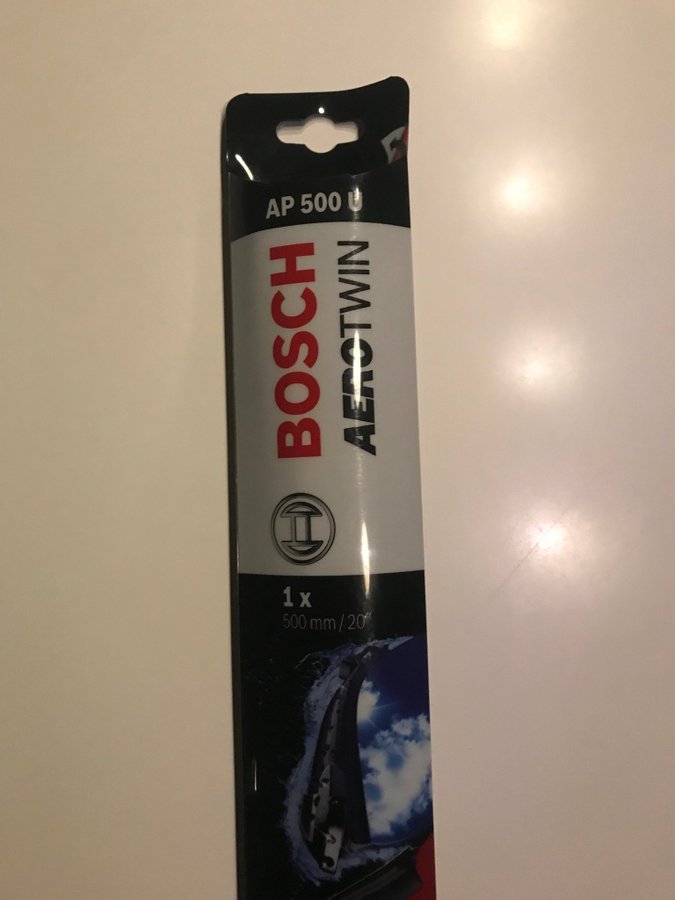 AP 500 U
BOSCH
AEROTWIN
1 x
500 mm / 20"